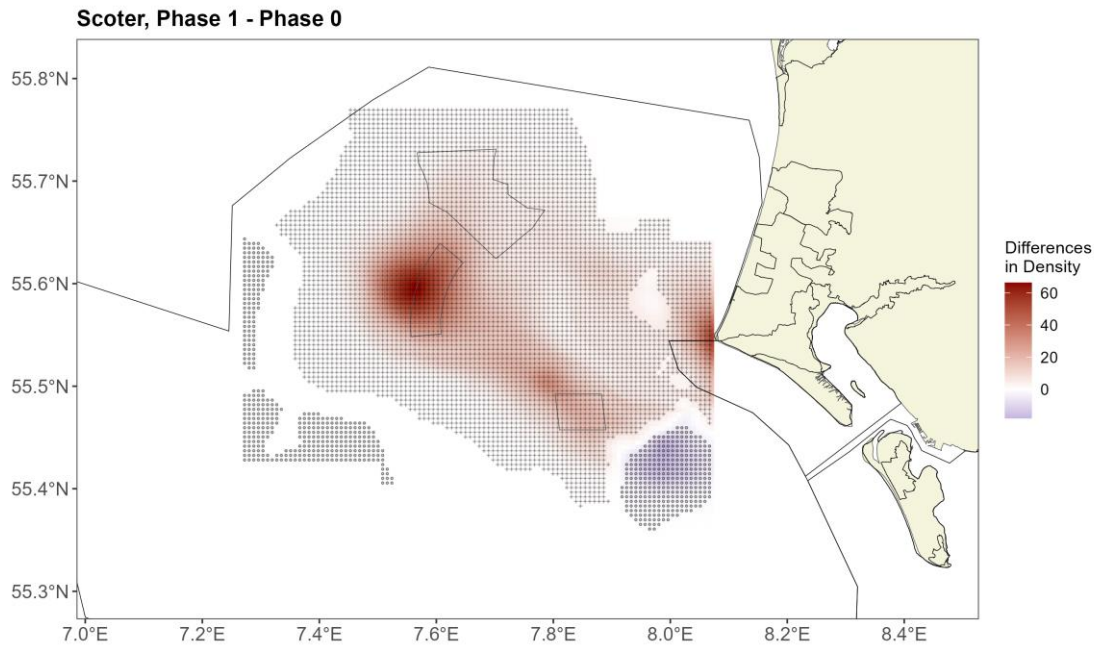 Scoter, Phase 1 - Phase 0
55.8°N
55.7°N
55.6°N
55.5°N
55.4°N
55.3°N
7.0°E
7.2°E
7.4°E
7.6°E
7.8°E
8.0°E
8.2°E
8.4°E
Differences
in Density
60
40
20
0